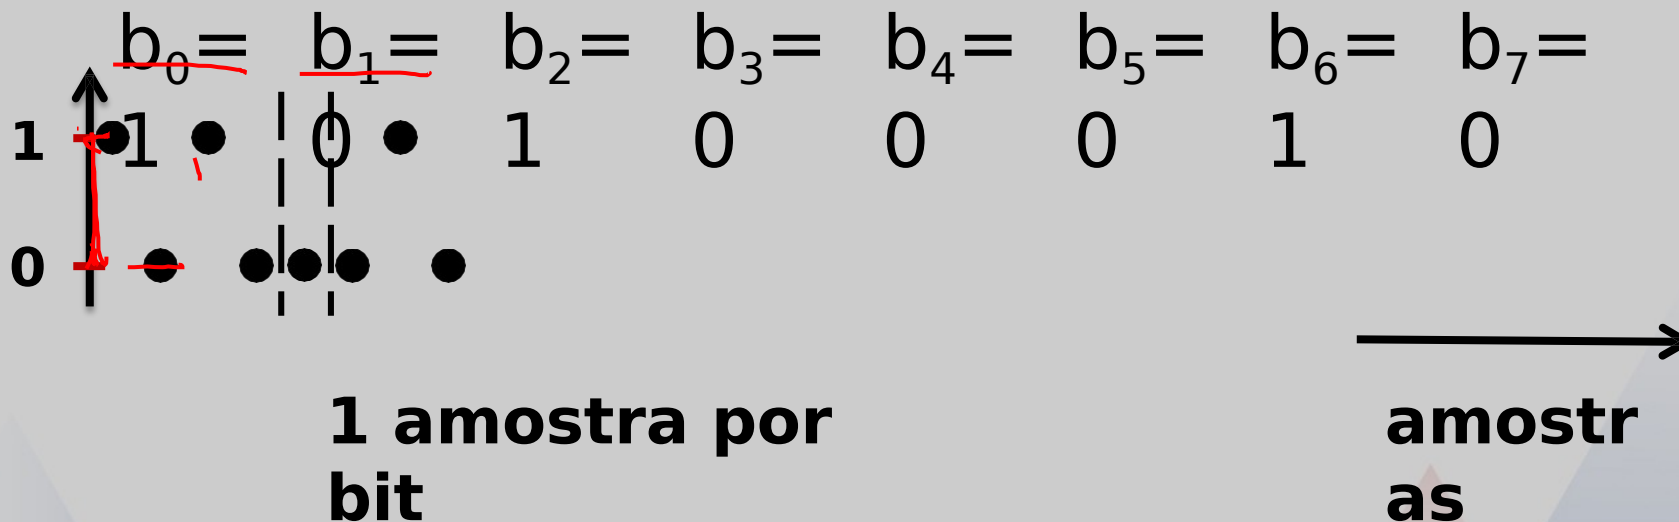 b0= b1= b2= b3= b4= b5= b6= b7=
1 1 0 1 0 0 0 1 0
0
1 amostra por
bit
amostr
as